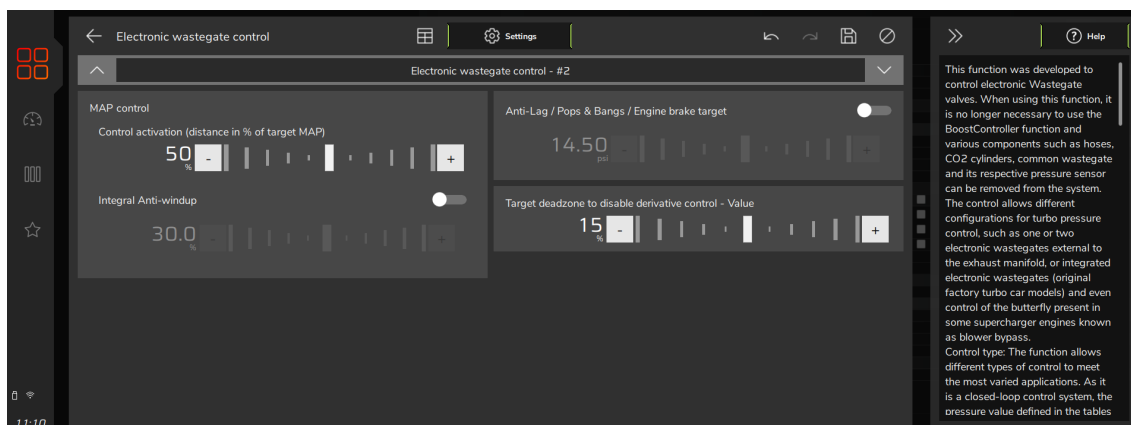 Electronic wastegate control
Settings
Help
Electronic wastegate control - #2
MAP control
Control activation (distance in % of target MAP)
50
%
-
+
Integral Anti-windup
30.0
%
-
+
Anti-Lag / Pops & Bangs / Engine brake target
14.50
psi
-
+
Target deadzone to disable derivative control - Value
15
%
-
+
This function was developed to
control electronic Wastegate
valves. When using this function, it
is no longer necessary to use the
BoostController function and
various components such as hoses,
CO2 cylinders, common wastegate
and its respective pressure sensor
can be removed from the system.
The control allows different
configurations for turbo pressure
control, such as one or two
electronic wastegates external to
the exhaust manifold, or integrated
electronic wastegates (original
factory turbo car models) and even
control of the butterfly present in
some supercharger engines known
as blower bypass.
Control type: The function allows
different types of control to meet
the most varied applications. As it
is a closed-loop control system, the
pressure value defined in the tables
11:10